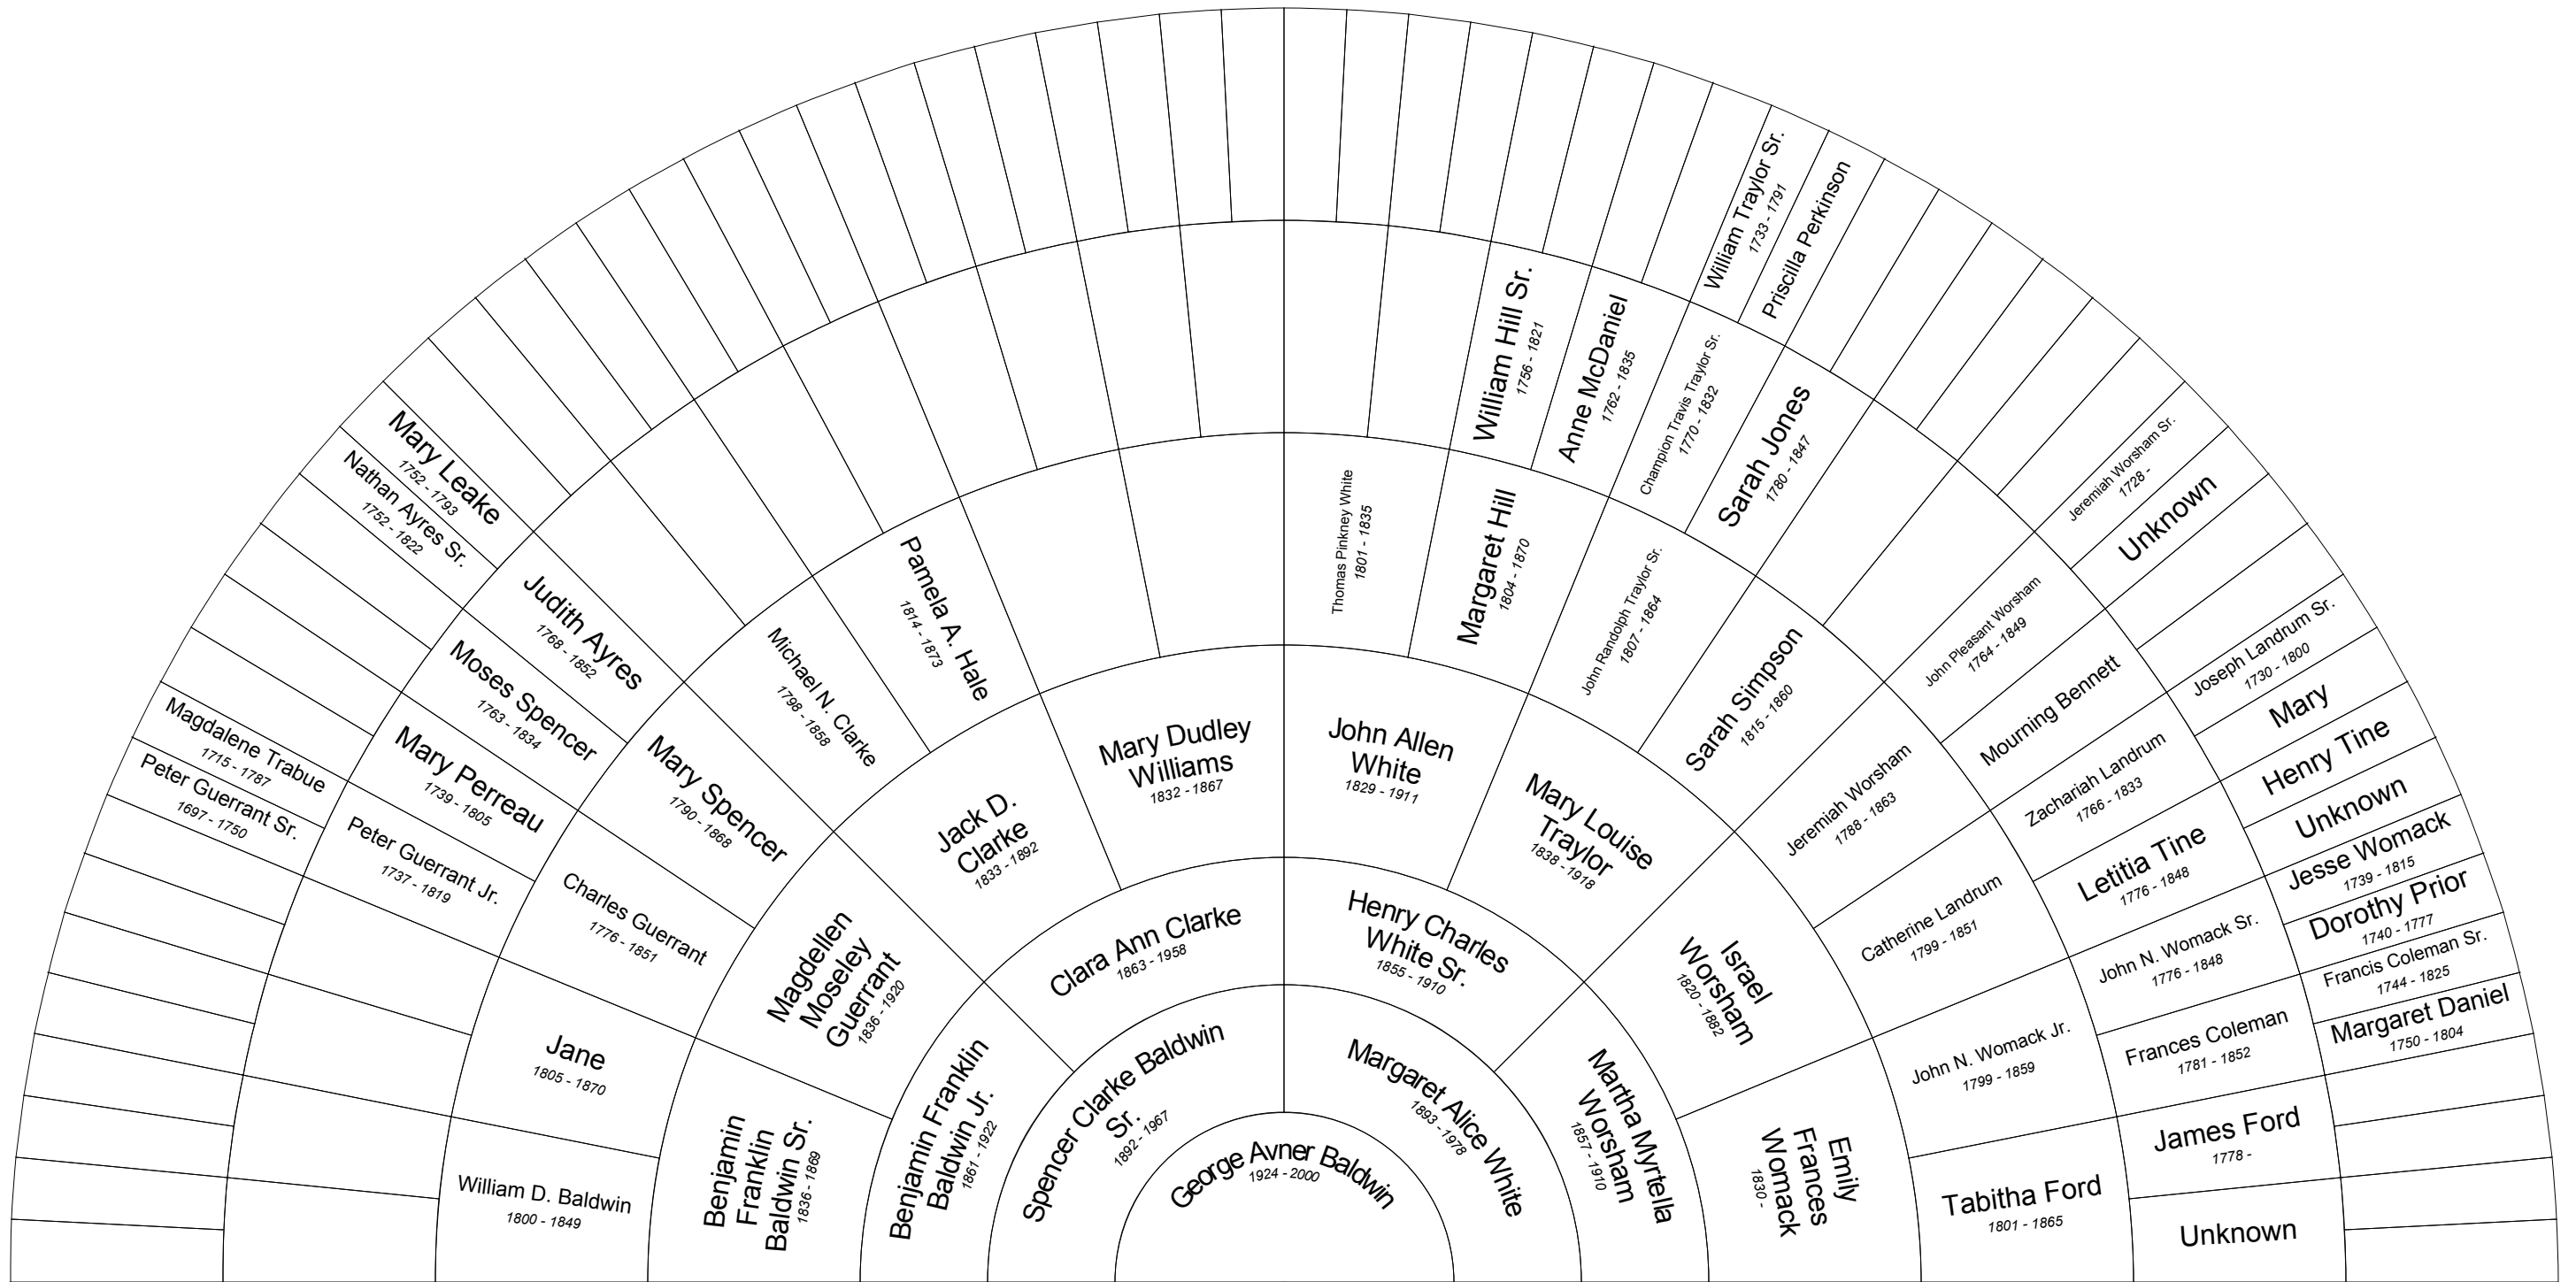 George Avner Baldwin
1924 - 2000
Spencer Clarke Baldwin
Sr.
1892 - 1967
Margaret Alice White
1893 - 1978
Benjamin Franklin
Baldwin Jr.
1861 - 1922
Clara Ann Clarke
1863 - 1958
Henry Charles
White Sr.
1855 - 1910
Martha Myrtella
Worsham
1857 - 1910
Benjamin
Franklin
Baldwin Sr.
1836 - 1869
Magdellen
Moseley
Guerrant
1836 - 1920
Jack D.
Clarke
1833 - 1892
Mary Dudley
Williams
1832 - 1867
John Allen
White
1829 - 1911
Mary Louise
Traylor
1838 - 1918
Israel
Worsham
1820 - 1882
Emily
Frances
Womack
1830 -
William D. Baldwin
1800 - 1849
Jane
1805 - 1870
Charles Guerrant
1776 - 1851
Mary Spencer
1790 - 1868
Michael N. Clarke
1798 - 1858
Pamela A. Hale
1814 - 1873
Thomas Pinkney White
1801 - 1835
Margaret Hill
1804 - 1870
John Randolph Traylor Sr.
1807 - 1864
Sarah Simpson
1815 - 1860
Jeremiah Worsham
1788 - 1863
Catherine Landrum
1799 - 1851
John N. Womack Jr.
1799 - 1859
Tabitha Ford
1801 - 1865
Peter Guerrant Jr.
1737 - 1819
Mary Perreau
1739 - 1805
Moses Spencer
1763 - 1834
Judith Ayres
1768 - 1852
William Hill Sr.
1756 - 1821
Anne McDaniel
1762 - 1835
Champion Travis Traylor Sr.
1770 - 1832
Sarah Jones
1780 - 1847
John Pleasant Worsham
1764 - 1849
Mourning Bennett
Zachariah Landrum
1766 - 1833
Letitia Tine
1776 - 1848
John N. Womack Sr.
1776 - 1848
Frances Coleman
1781 - 1852
James Ford
1778 -
Unknown
Peter Guerrant Sr.
1697 - 1750
Magdalene Trabue
1715 - 1787
Nathan Ayres Sr.
1752 - 1822
Mary Leake
1752 - 1793
William Traylor Sr.
1733 - 1791
Priscilla Perkinson
Jeremiah Worsham Sr.
1728 -
Unknown
Joseph Landrum Sr.
1730 - 1800
Mary
Henry Tine
Unknown
Jesse Womack
1739 - 1815
Dorothy Prior
1740 - 1777
Francis Coleman Sr.
1744 - 1825
Margaret Daniel
1750 - 1804